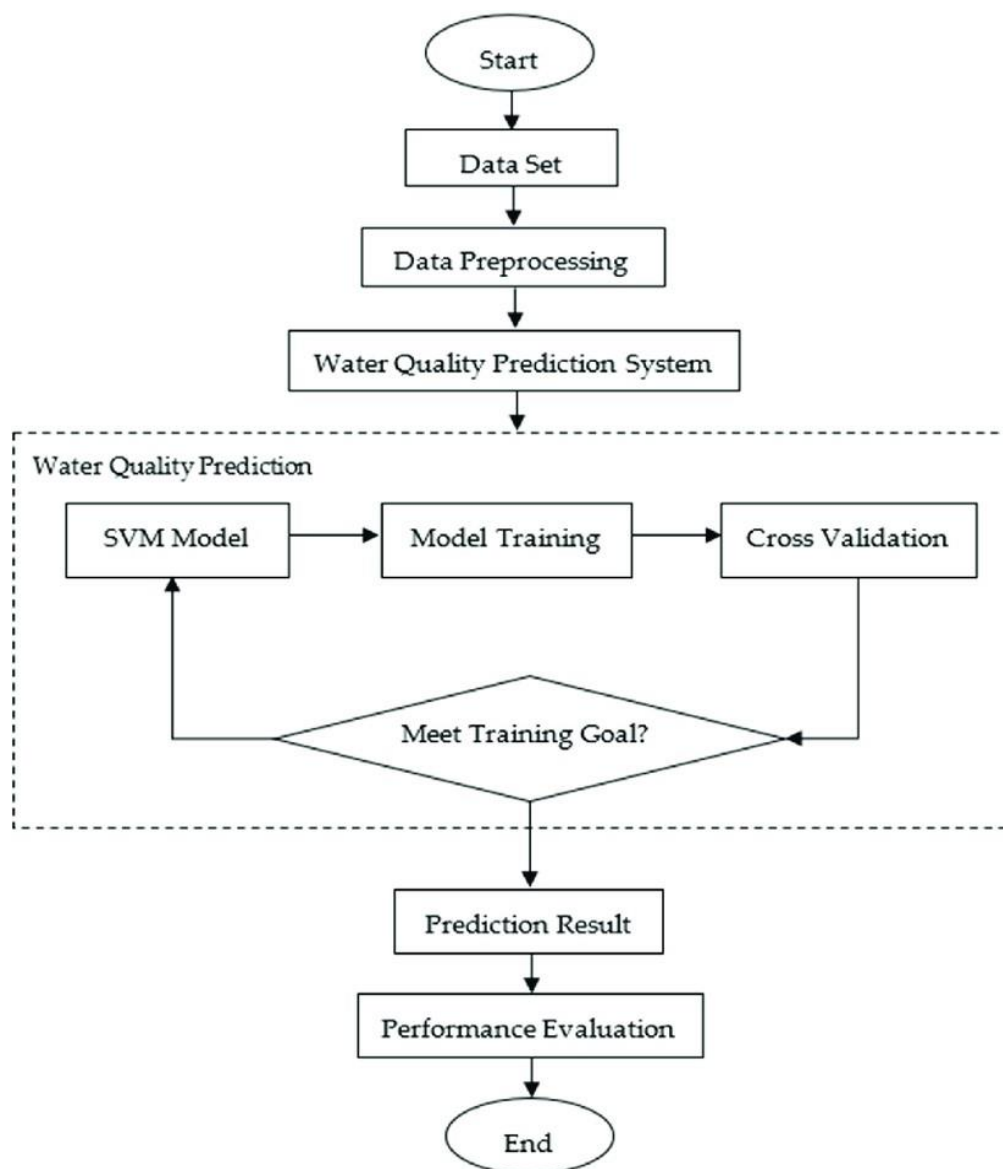 Start
Data Set
Data Preprocessing
Water Quality Prediction System
Water Quality Prediction
SVM Model
Model Training
Cross Validation
Meet Training Goal?
Prediction Result
Performance Evaluation
End